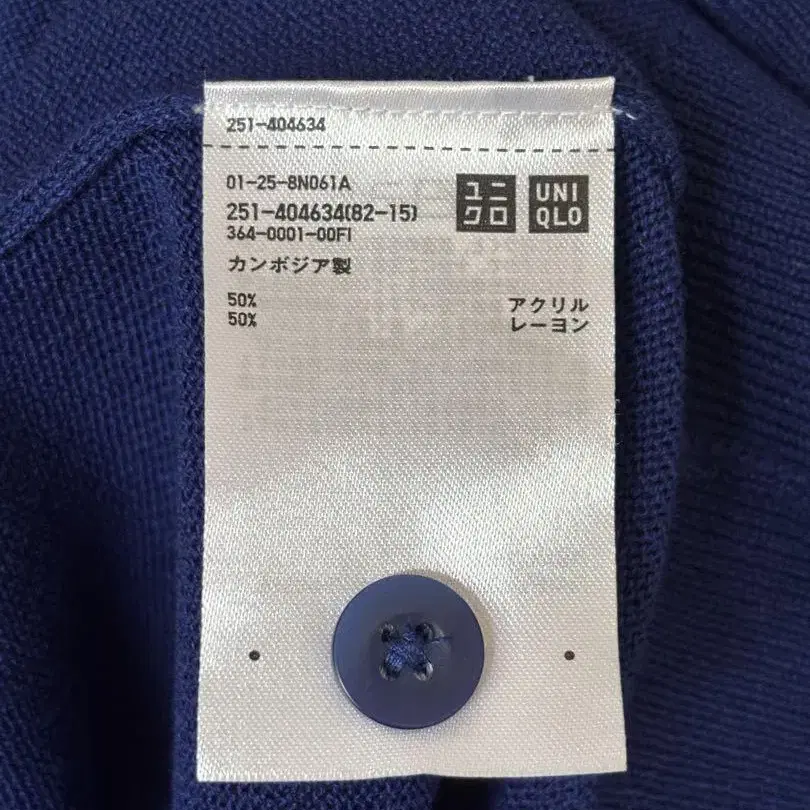 251-404634
01-25-8N061A
251-404634(82-15)
364-0001-00FI
ユニ
クロ
UNI
QLO
カンボジア製
50% アクリル
50% レーヨン